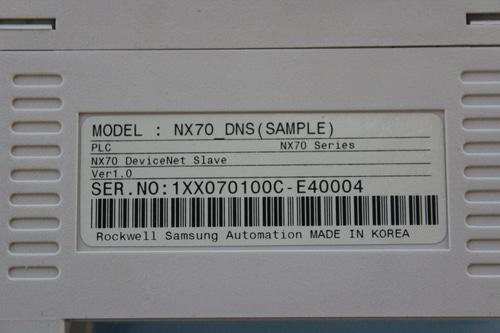 MODEL : NX70_DNS(SAMPLE)
PLC NX70 Series
NX70 DeviceNet Slave
Ver1.0
SER.NO:1XX070100C-E40004
Rockwell Samsung Automation MADE IN KOREA